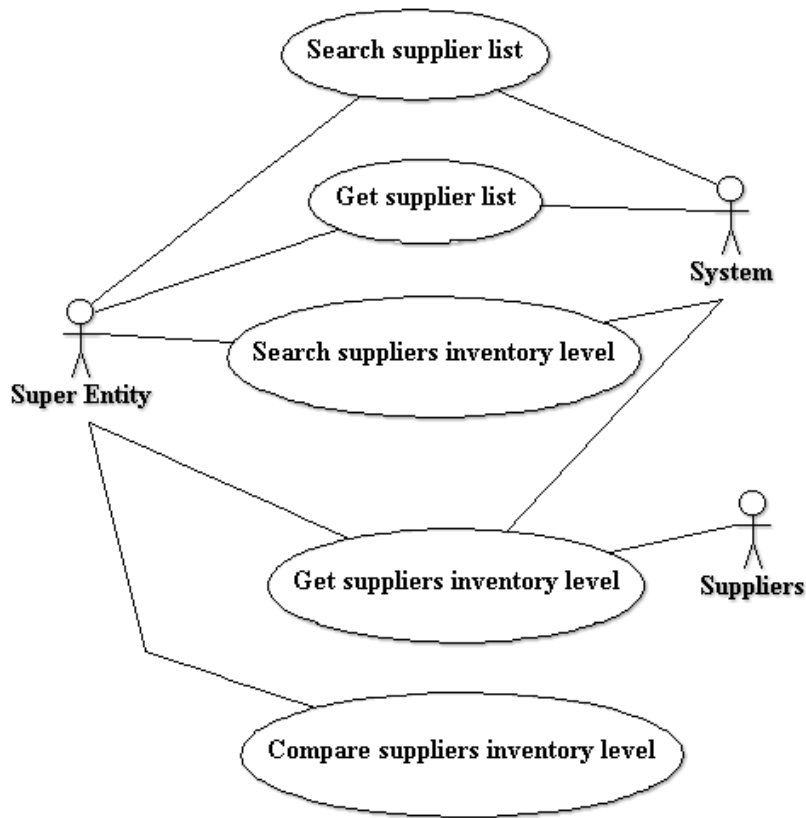 Search supplier list
Get supplier list
System
Search suppliers inventory level
Super Entity
Get suppliers inventory level
Suppliers
Compare suppliers inventory level